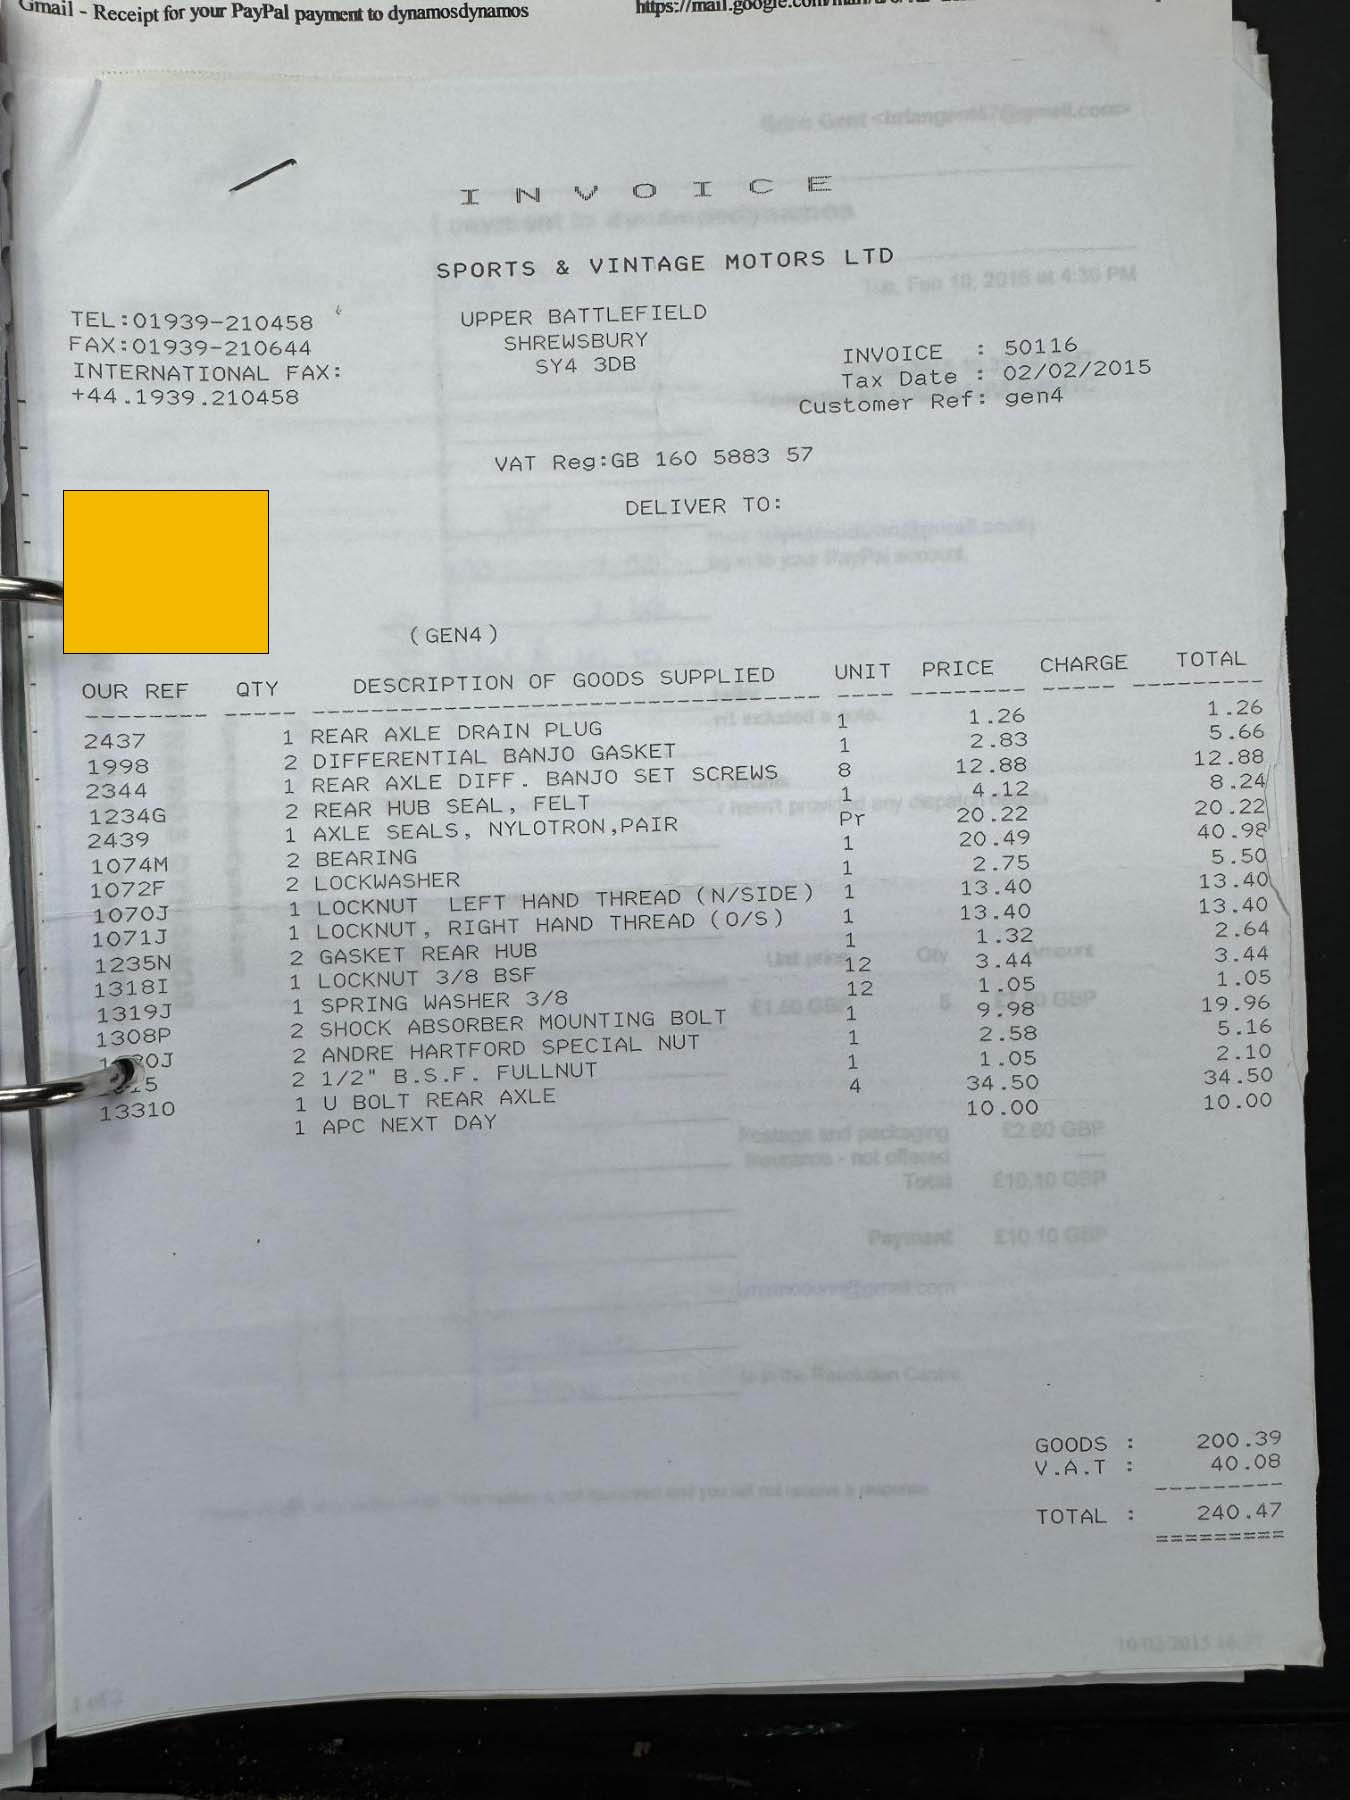 Gmail - Receipt for your PayPal payment to dynamosdynamos
I N V O I C E
SPORTS & VINTAGE MOTORS LTD
TEL:01939-210458 UPPER BATTLEFIELD
FAX:01939-210644 SHREWSBURY INVOICE : 50116
INTERNATIONAL FAX: SY4 3DB Tax Date : 02/02/2015
+44.1939.210458 Customer Ref: gen4
VAT Reg:GB 160 5883 57
DELIVER TO:
(GEN4)
OUR REF QTY DESCRIPTION OF GOODS SUPPLIED UNIT PRICE CHARGE TOTAL
2437 1 REAR AXLE DRAIN PLUG 1 1.26 1.26
1998 2 DIFFERENTIAL BANJO GASKET 1 2.83 5.66
2344 1 REAR AXLE DIFF. BANJO SET SCREWS 8 12.88 12.88
1234G 2 REAR HUB SEAL, FELT 1 4.12 8.24
2439 1 AXLE SEALS, NYLOTRON,PAIR Pr 20.22 20.22
1074M 2 BEARING 1 20.49 40.98
1072F 2 LOCKWASHER 1 2.75 5.50
1070J 1 LOCKNUT LEFT HAND THREAD (N/SIDE) 1 13.40 13.40
1071J 1 LOCKNUT, RIGHT HAND THREAD (O/S) 1 13.40 13.40
1235N 2 GASKET REAR HUB 1 1.32 2.64
1318I 1 LOCKNUT 3/8 BSF 12 3.44 3.44
1319J 1 SPRING WASHER 3/8 12 1.05 1.05
1308P 2 SHOCK ABSORBER MOUNTING BOLT 1 9.98 19.96
2 ANDRE HARTFORD SPECIAL NUT 1 2.58 5.16
2 1/2" B.S.F. FULLNUT 1 1.05 2.10
13310 1 U BOLT REAR AXLE 4 34.50 34.50
1 APC NEXT DAY 10.00 10.00
GOODS : 200.39
V.A.T : 40.08
TOTAL : 240.47